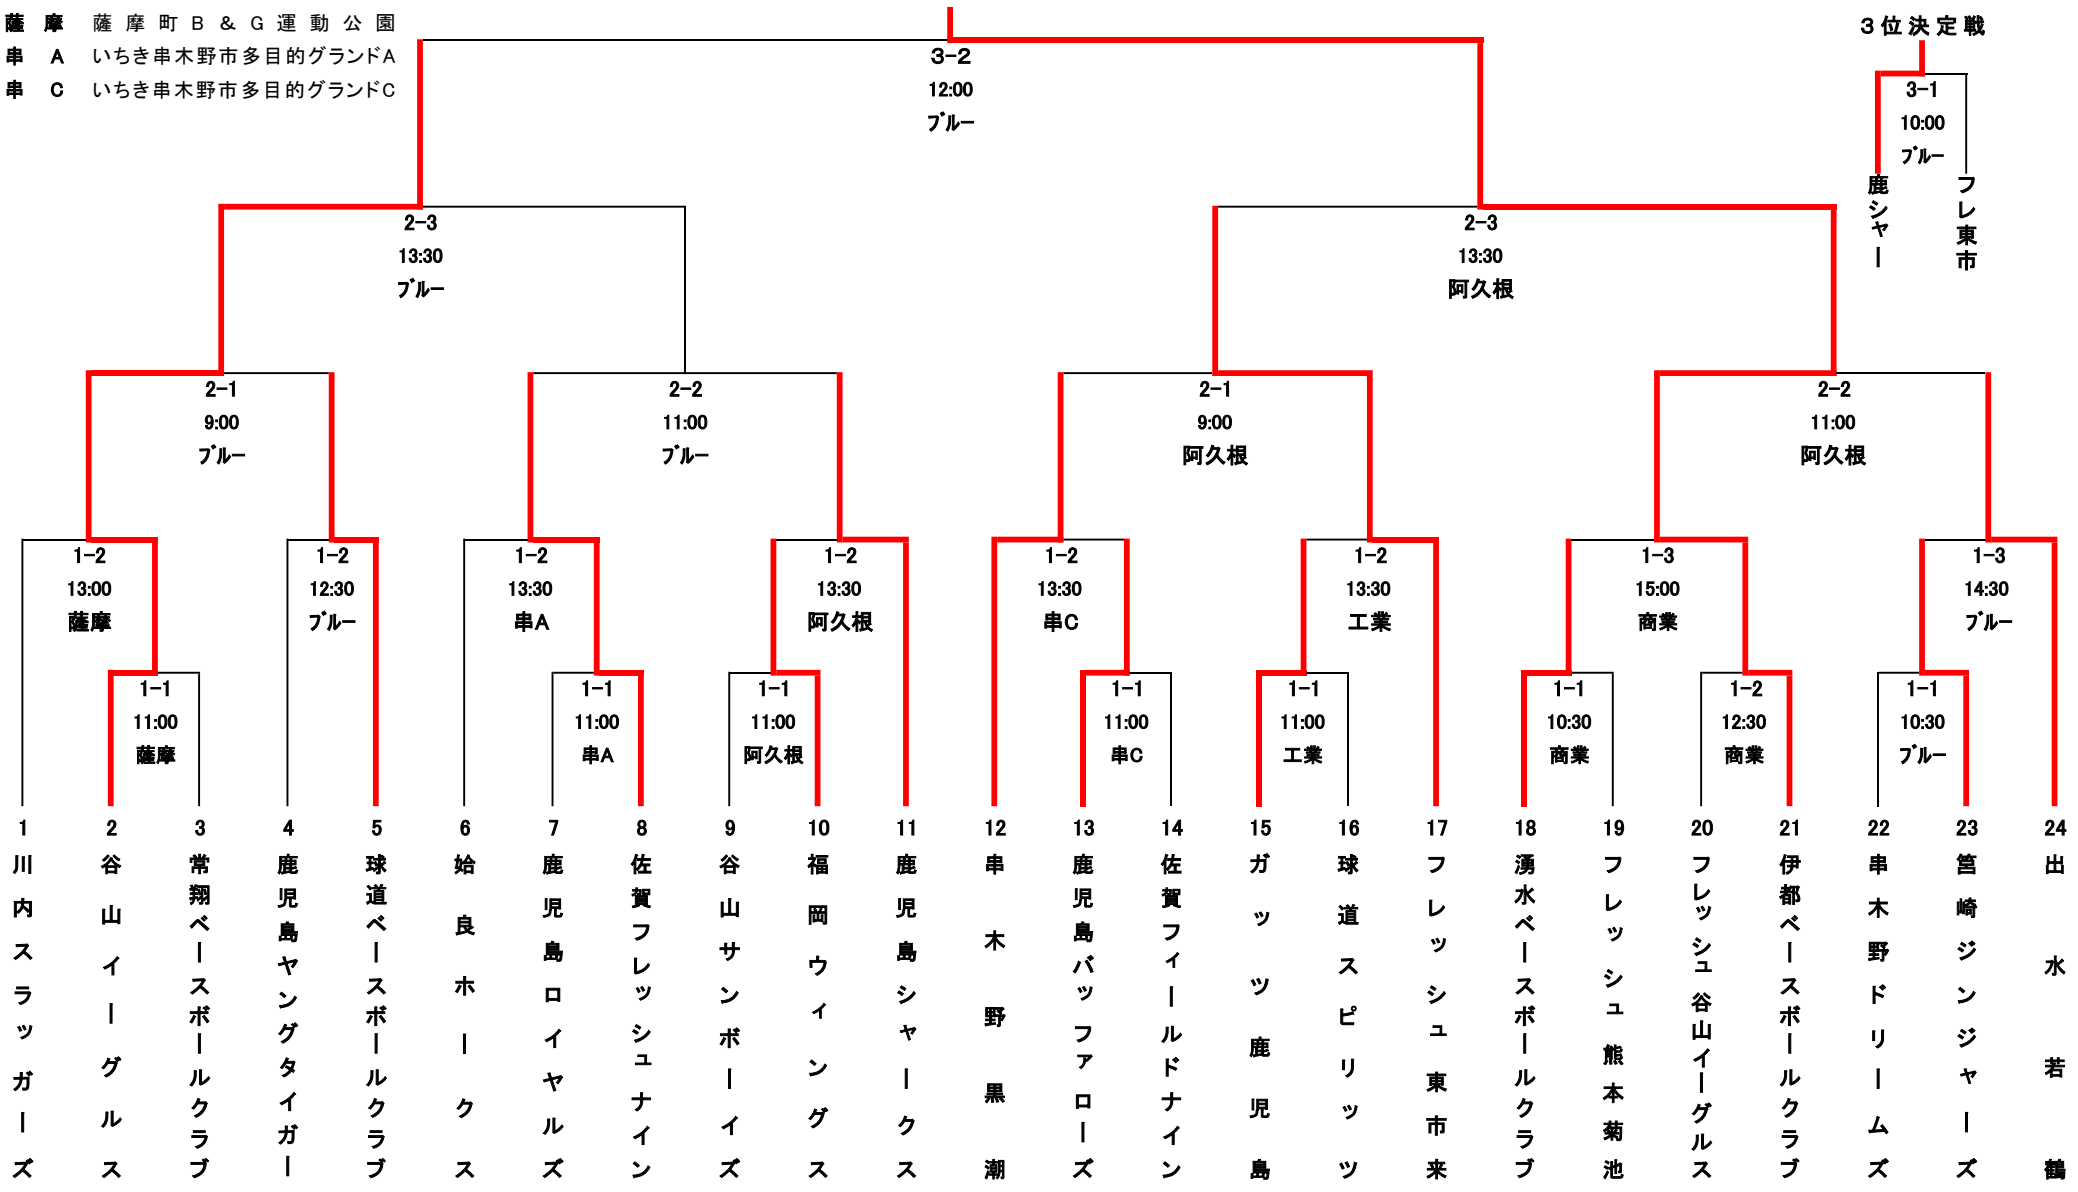 薩摩 薩摩町B&G運動公園
串A いちき串木野市多目的グランドA
串C いちき串木野市多目的グランドC
3位決定戦
3-2
12:00
ブルー
3-1
10:00
ブルー
鹿シャー
フレ東市
2-3
13:30
ブルー
2-3
13:30
阿久根
2-1
9:00
ブルー
2-2
11:00
ブルー
2-1
9:00
阿久根
2-2
11:00
阿久根
1-2
13:00
薩摩
1-2
12:30
ブルー
1-2
13:30
串A
1-2
13:30
阿久根
1-2
13:30
串C
1-2
13:30
工業
1-3
15:00
商業
1-3
14:30
ブルー
1-1
11:00
薩摩
1-1
11:00
串A
1-1
11:00
阿久根
1-1
11:00
串C
1-1
11:00
工業
1-1
10:30
商業
1-2
12:30
商業
1-1
10:30
ブルー
1 川内スラッガーズ
2 谷山イーグルス
3 常翔ベースボールクラブ
4 鹿児島ヤングタイガー
5 球道ベースボールクラブ
6 始良ホークス
7 鹿児島ロイヤルズ
8 佐賀フレッシュナイン
9 谷山サンボーイズ
10 福岡ウィングス
11 鹿児島シャークス
12 串木野黒潮
13 鹿児島バッファローズ
14 佐賀フィールドナイン
15 ガッツ鹿児島
16 球道スピリッツ
17 フレッシュ東市来
18 湧水ベースボールクラブ
19 フレッシュ熊本菊池
20 フレッシュ谷山イーグルス
21 伊都ベースボールクラブ
22 串木野ドリームズ
23 宮崎ジンジャーズ
24 出水若鶴